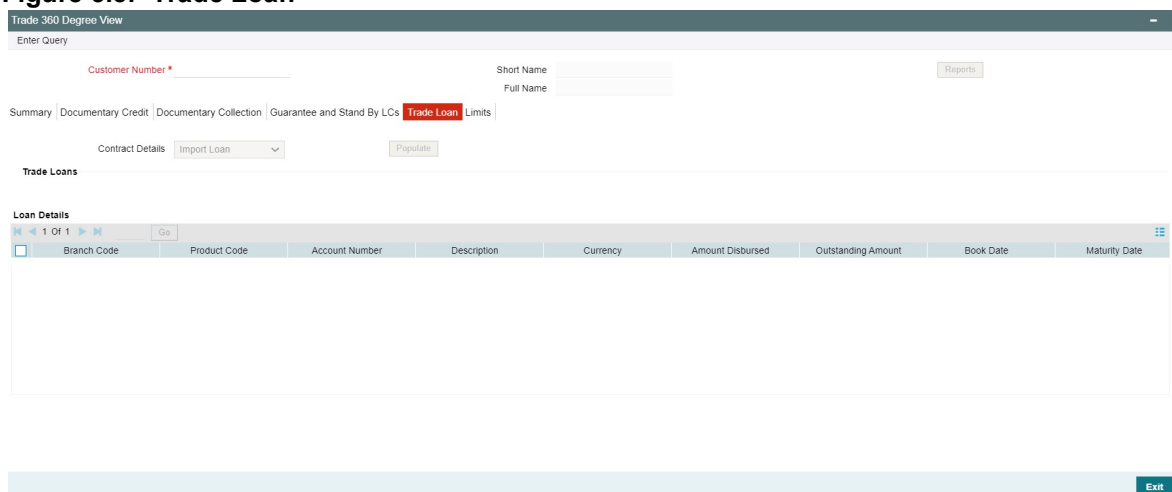 Trade Loan
Trade 360 Degree View
Enter Query
Customer Number *
Short Name
Reports
Full Name
Summary Documentary Credit Documentary Collection Guarantee and Stand By LCs Trade Loan Limits
Contract Details Import Loan Populate
Trade Loans
Loan Details
1 Of 1 Go
Branch Code Product Code Account Number Description Currency Amount Disbursed Outstanding Amount Book Date Maturity Date
Exit